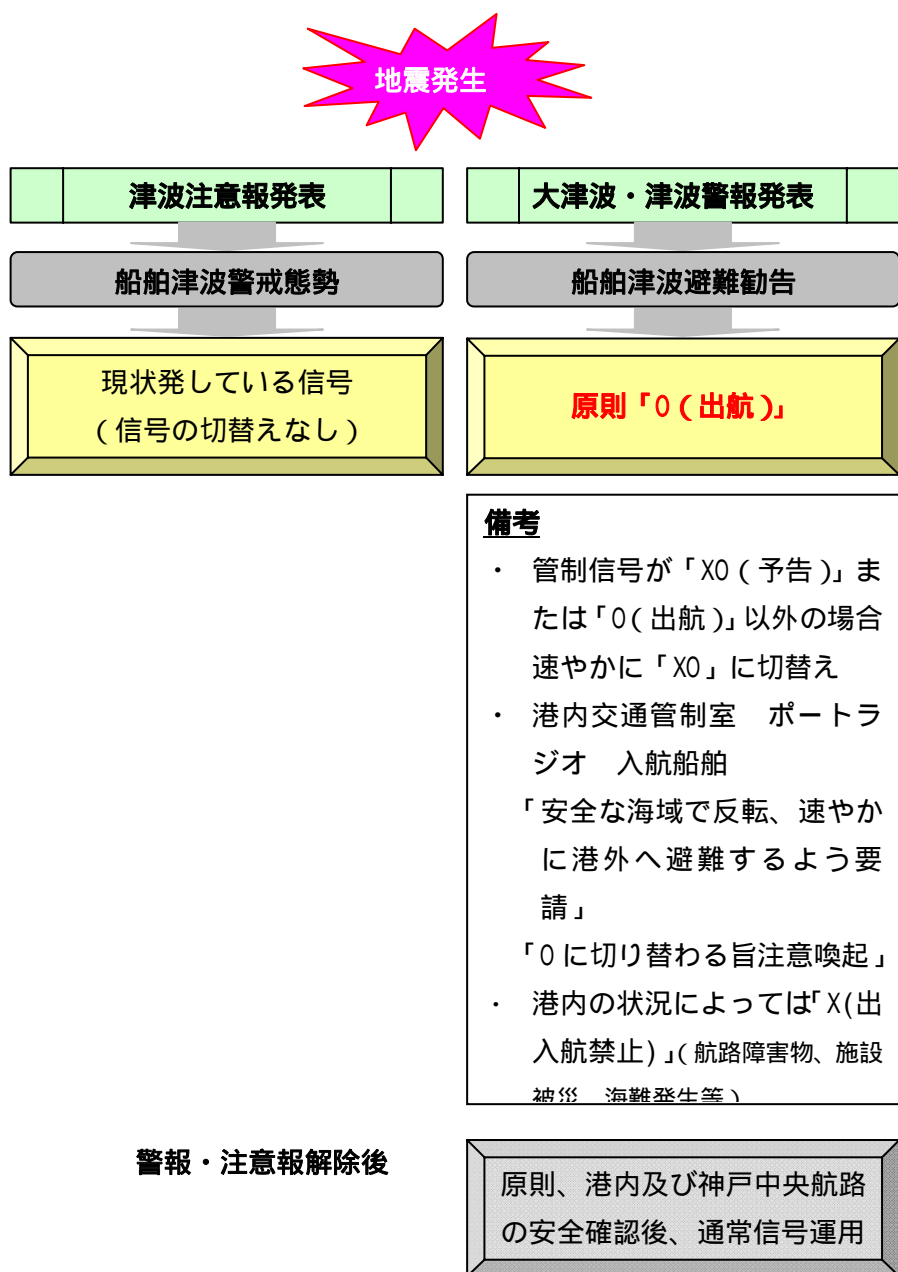 地震発生
津波注意報発表
船舶津波警戒態勢
現状発している信号
(信号の切替えなし)
大津波・津波警報発表
船舶津波避難勧告
原則「O(出航)」
備考
・ 管制信号が「XO(予告)」ま
たは「O(出航)」以外の場合
速やかに「XO」に切替え
・ 港内交通管制室 ポートラ
ジオ 入航船舶
「安全な海域で反転、速やか
に港外へ避難するよう要
請」
「Oに切り替わる旨注意喚起」
・ 港内の状況によっては「X(出
入航禁止)」(航路障害物、施設
被災 海難発生等)
警報・注意報解除後
原則、港内及び神戸中央航路
の安全確認後、通常信号運用